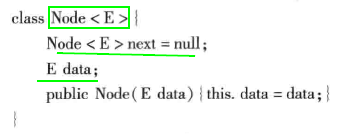 class Node < E > {
Node < E > next = null;
E data;
public Node( E data) { this. data = data; }
}